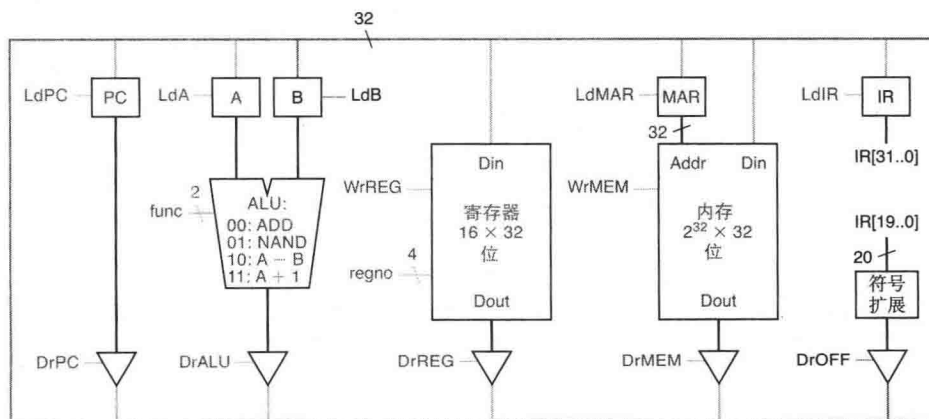 32
LdPC
PC
LdA
A
B
LdB
LdMAR
MAR
LdIR
IR
32
IR[31..0]
Din
Addr
Din
WrREG
WrMEM
2
func
ALU:
00: ADD
01: NAND
10: A − B
11: A + 1
寄存器
16 × 32
位
内存
2³² × 32
位
IR[19..0]
20
4
regno
符号
扩展
Dout
Dout
DrPC
DrALU
DrREG
DrMEM
DrOFF